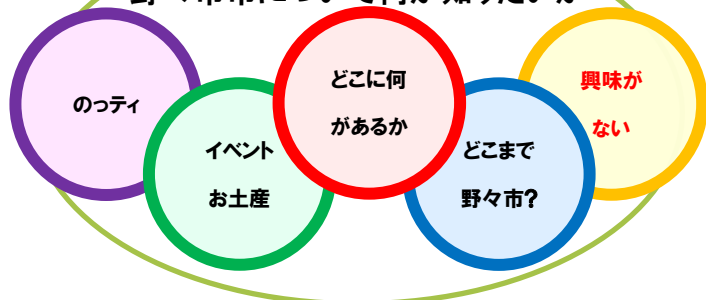 のっティ
イベント
お土産
どこに何
があるか
どこまで
野々市?
興味が
ない